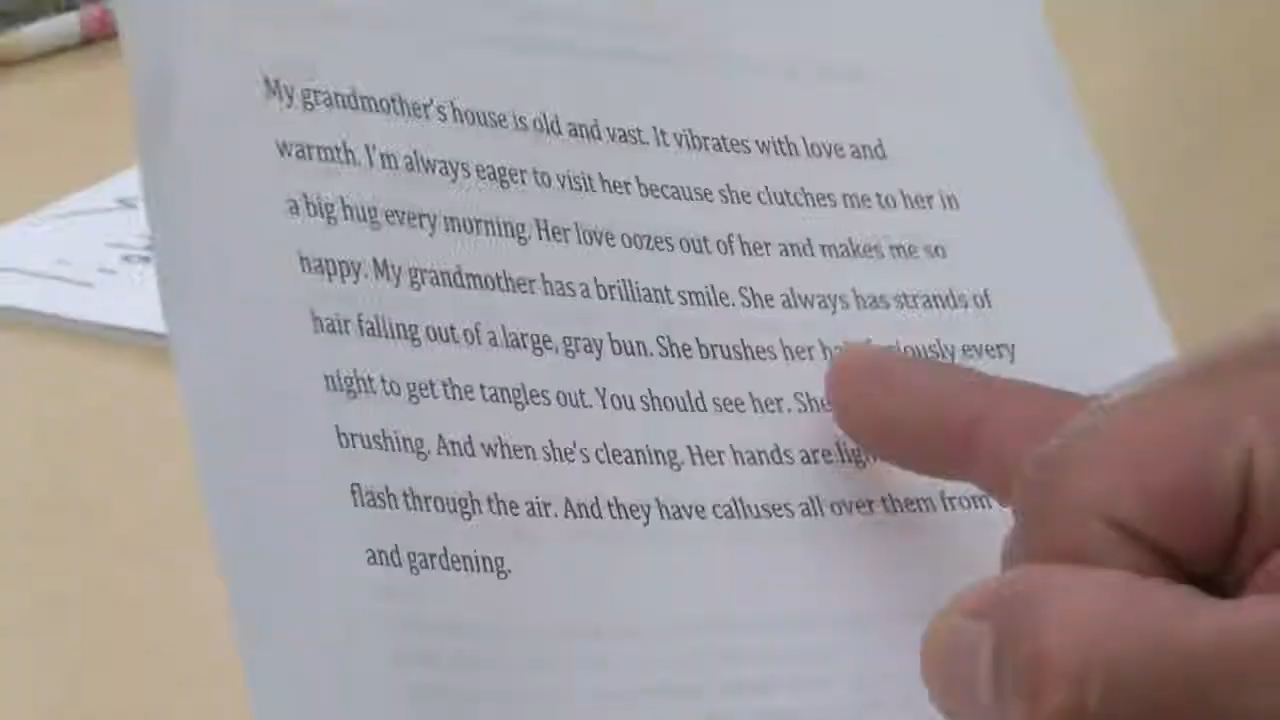 My grandmother's house is old and vast. It vibrates with love and
warmth. I'm always eager to visit her because she clutches me to her in
a big hug every morning. Her love oozes out of her and makes me so
happy. My grandmother has a brilliant smile. She always has strands of
hair falling out of a large, gray bun. She brushes her every
night to get the tangles out. You should see her. She
brushing. And when she's cleaning. Her hands are
flash through the air. And they have calluses all over them from
and gardening.